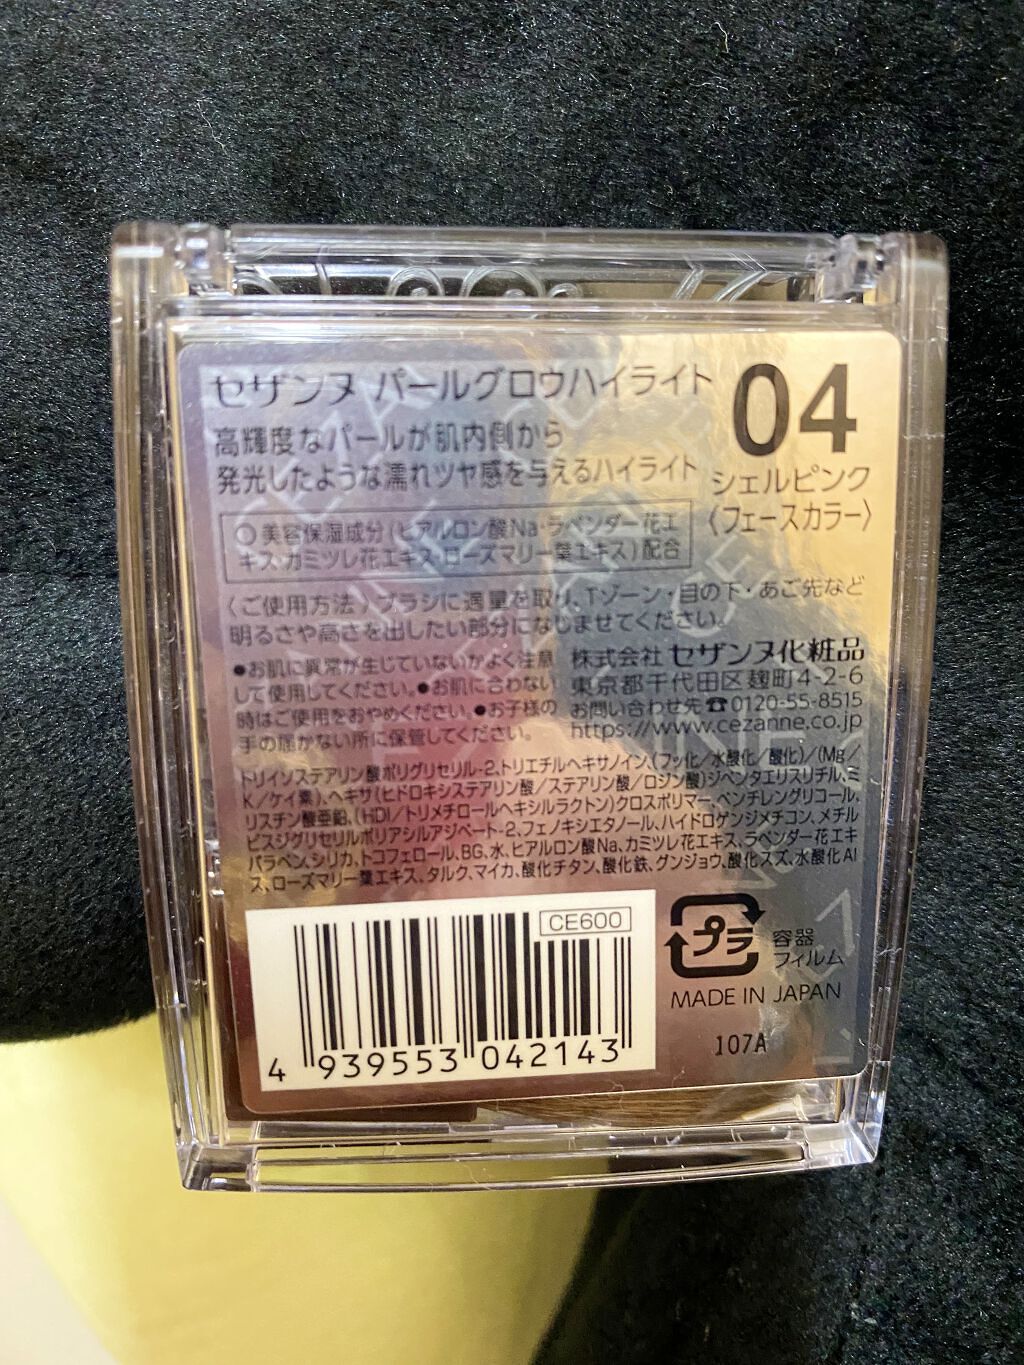 セザンヌ パールグロウハイライト
04
高輝度なパールが肌内側から
発光したような濡れツヤ感を与えるハイライト
シェルピンク
〈フェースカラー〉
○美容保湿成分(ヒアルロン酸Na・ラベンダー花エ
キス・カミツレ花エキス・ローズマリー葉エキス)配合
〈ご使用方法〉ブラシに適量を取り、Tゾーン・目の下・あご先など
明るさや高さを出したい部分になじませてください。
●お肌に異常が生じていないかよく注意
して使用してください。●お肌に合わない
時はご使用をおやめください。●お子様の
手の届かない所に保管してください。
株式会社 セザンヌ化粧品
東京都千代田区麹町4-2-6
お問い合わせ先☎0120-55-8515
https://www.cezanne.co.jp
トリイソステアリン酸ポリグリセリル-2、トリエチルヘキサノイン、(フッ化/水酸化/酸化)/(Mg/
K/ケイ素)、ヘキサ(ヒドロキシステアリン酸/ステアリン酸/ロジン酸)ジペンタエリスリチル、ミ
リスチン酸亜鉛、(HDI/トリメチロールヘキシルラクトン)クロスポリマー、ペンチレングリコール、
ビスジグリセリルポリアシルアジペート-2、フェノキシエタノール、ハイドロゲンジメチコン、メチル
パラベン、シリカ、トコフェロール、BG、水、ヒアルロン酸Na、カミツレ花エキス、ラベンダー花エキ
ス、ローズマリー葉エキス、タルク、マイカ、酸化チタン、酸化鉄、グンジョウ、酸化スズ、水酸化Al
CE600
4 939553 042143
プラ
容器
フィルム
MADE IN JAPAN
107A